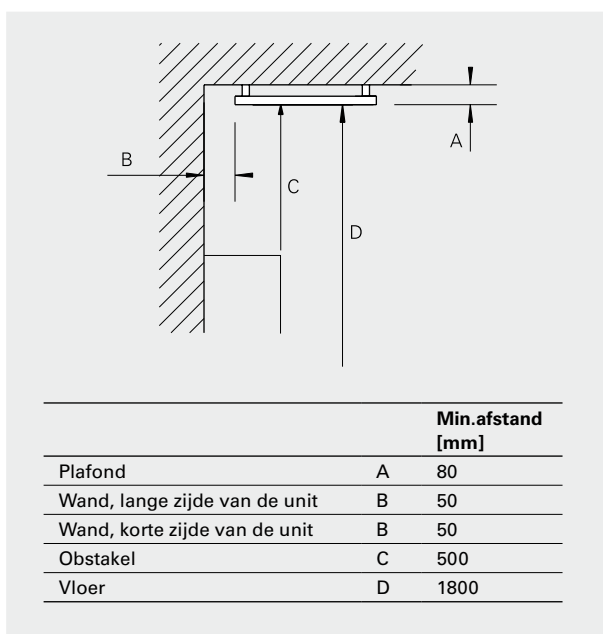 A
B
C
D
Min.afstand
[mm]
Plafond A 80
Wand, lange zijde van de unit B 50
Wand, korte zijde van de unit B 50
Obstakel C 500
Vloer D 1800